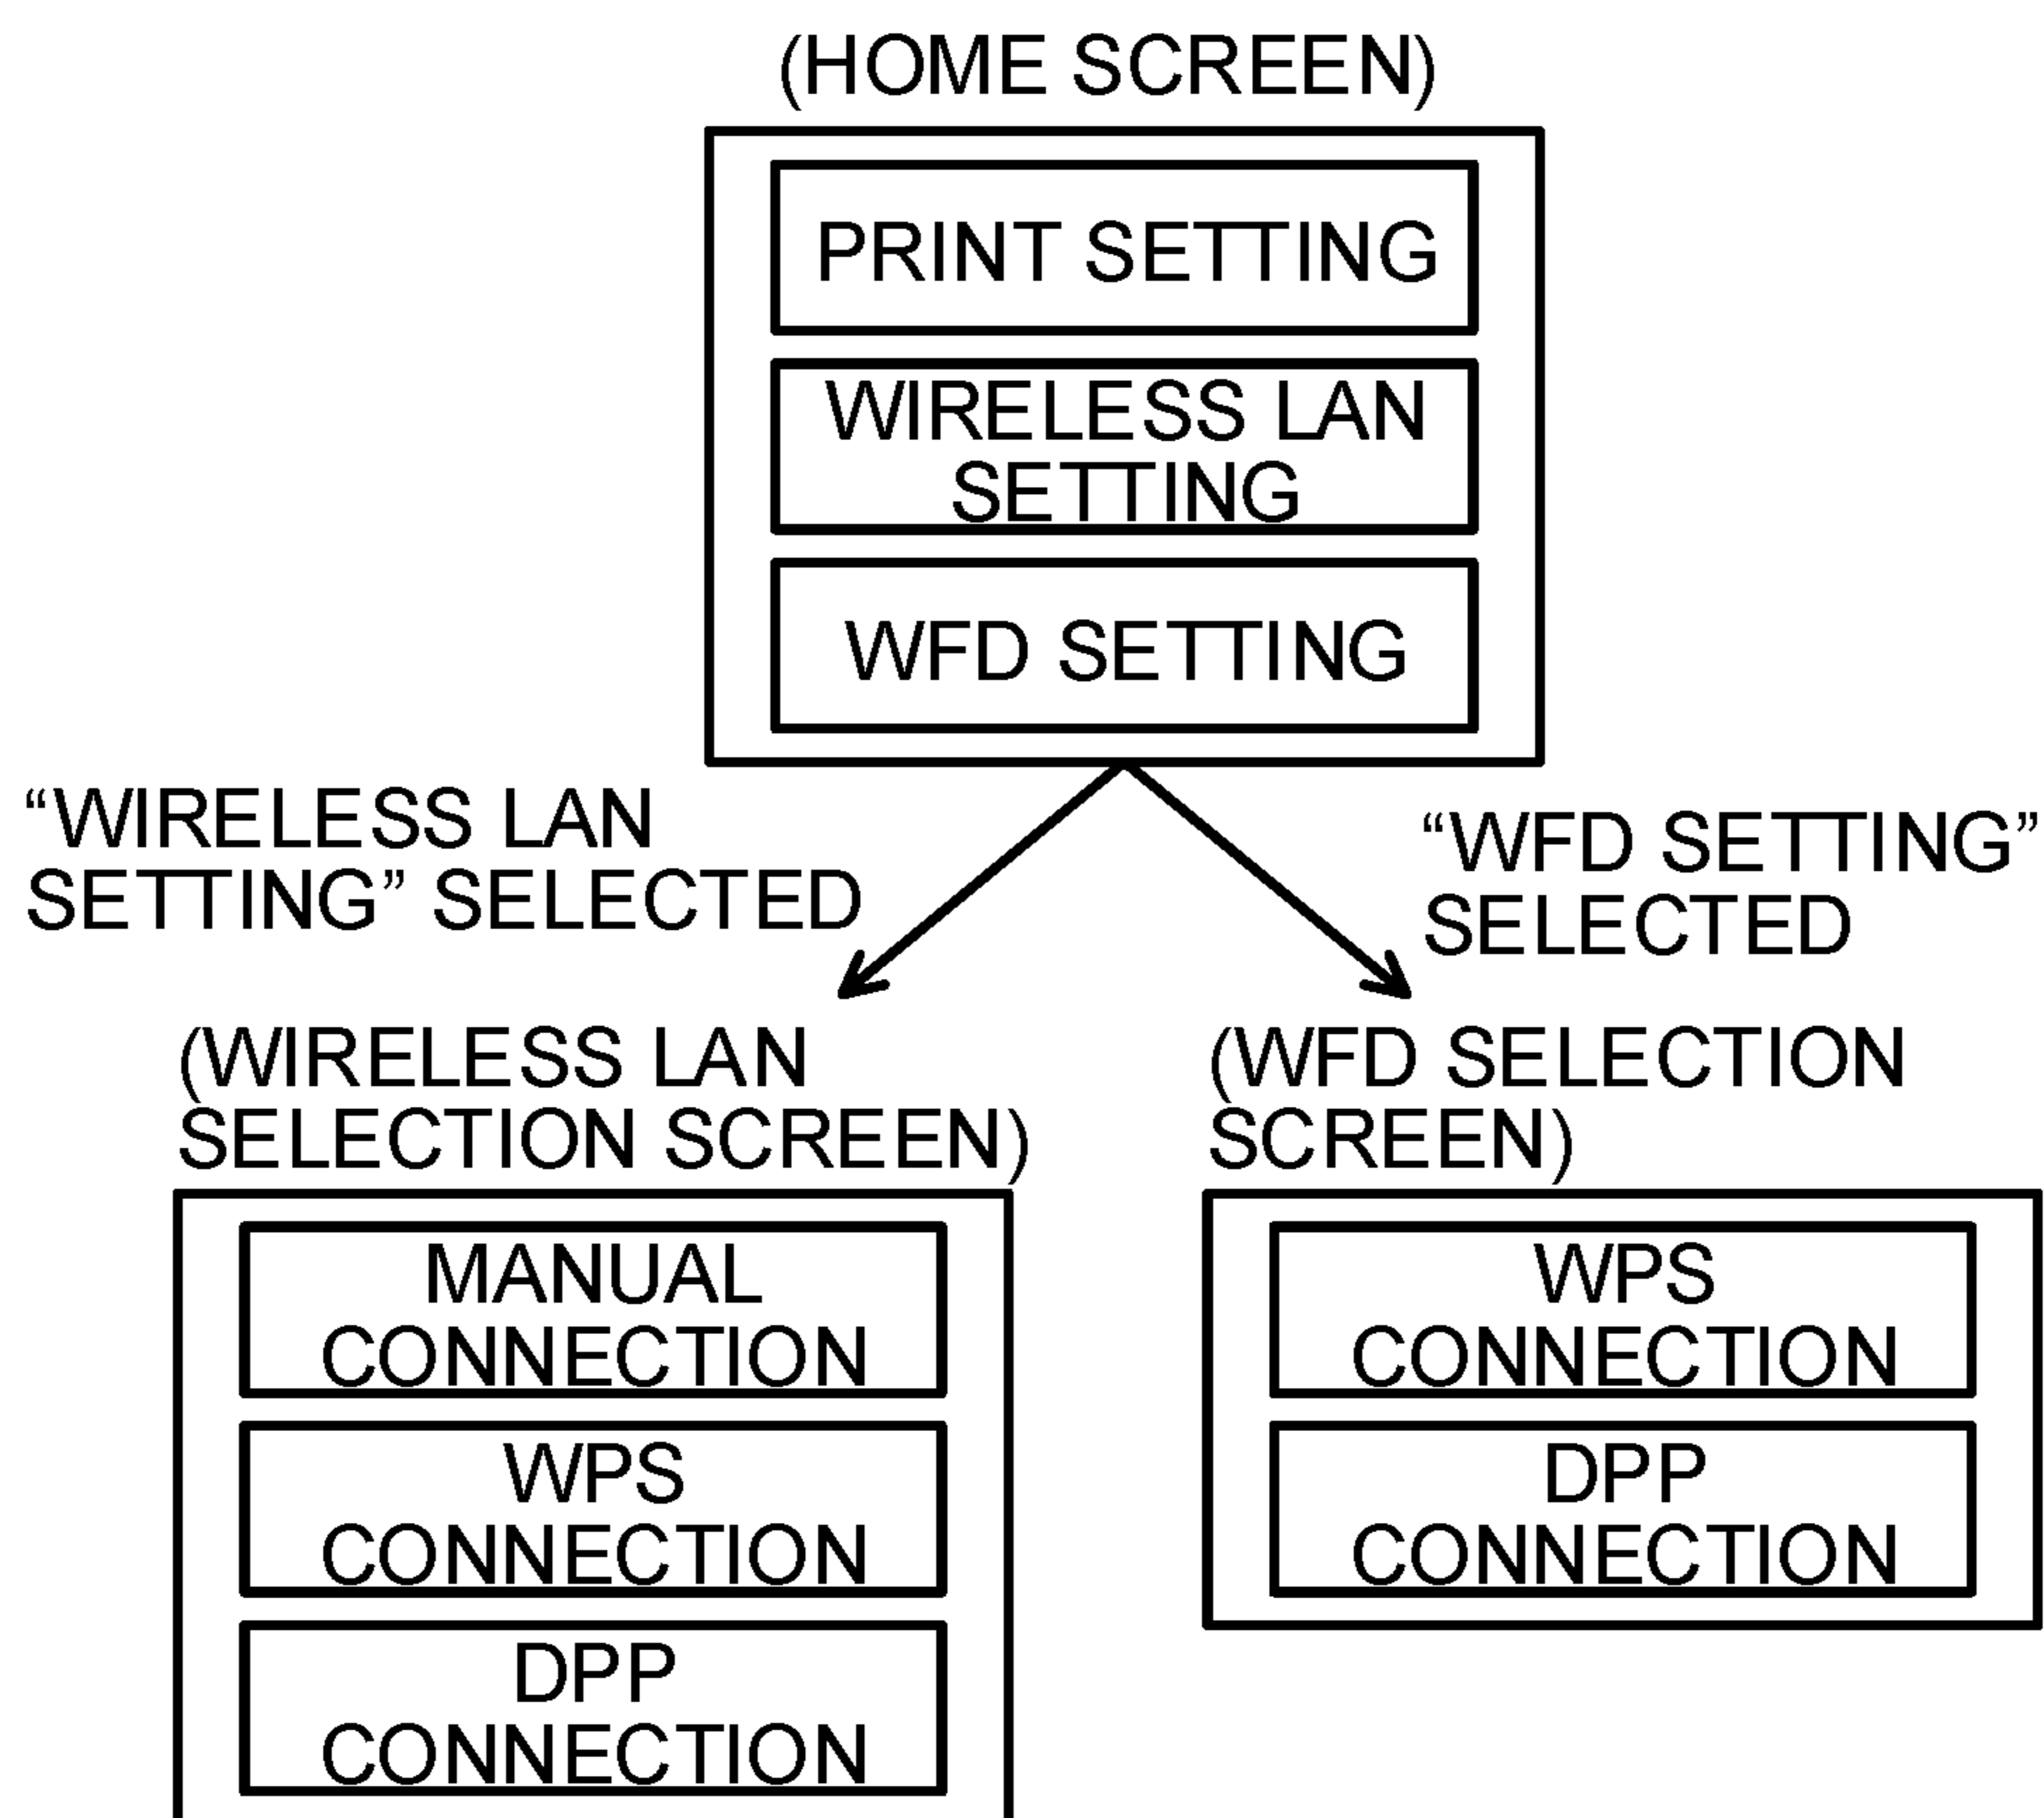 (HOME SCREEN)
PRINT SETTING
WIRELESS LAN
SETTING
WFD SETTING
“WIRELESS LAN
SETTING” SELECTED
“WFD SETTING”
SELECTED
(WIRELESS LAN
SELECTION SCREEN)
MANUAL
CONNECTION
WPS
CONNECTION
DPP
CONNECTION
(WFD SELECTION
SCREEN)
WPS
CONNECTION
DPP
CONNECTION